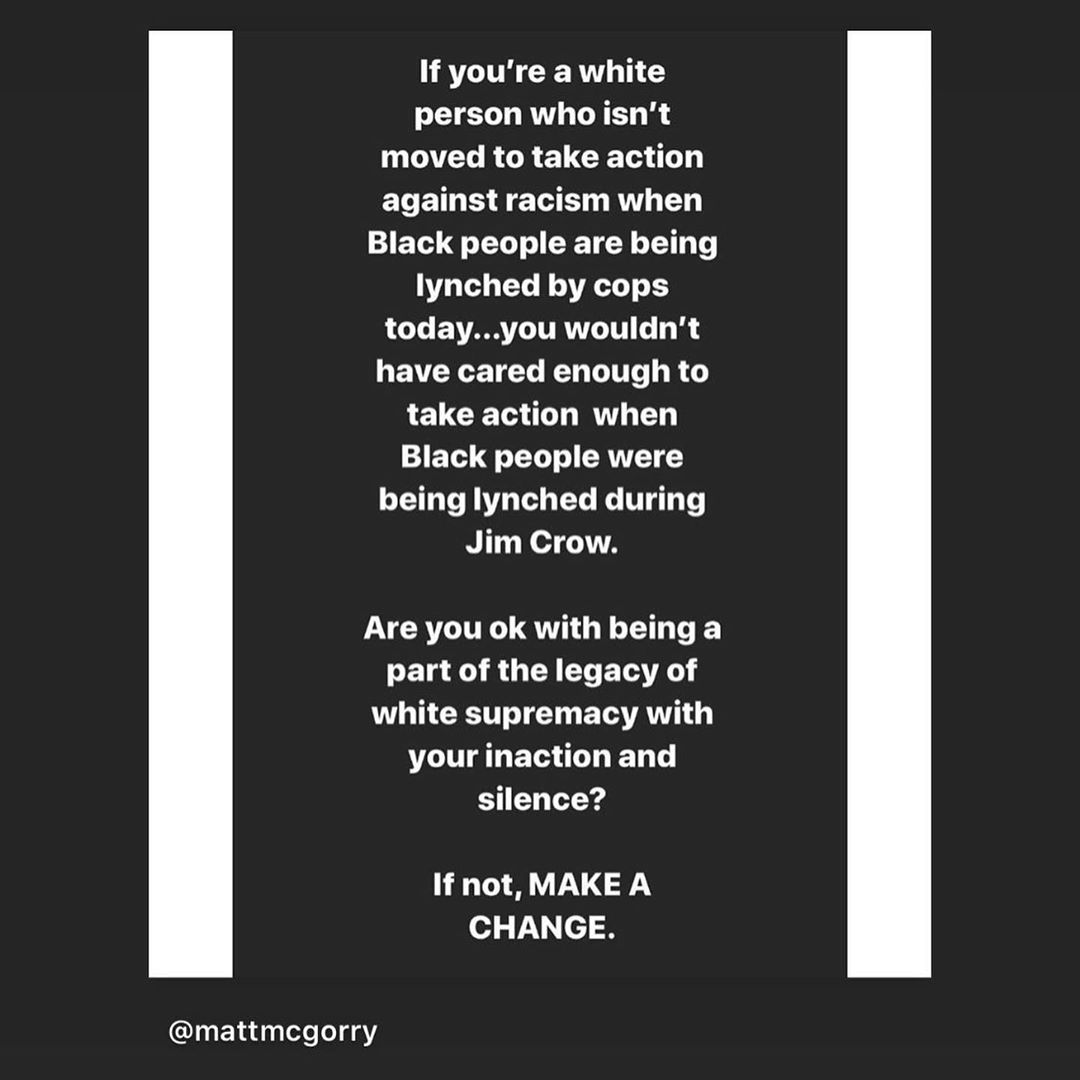 If you’re a white
person who isn’t
moved to take action
against racism when
Black people are being
lynched by cops
today...you wouldn’t
have cared enough to
take action  when
Black people were
being lynched during
Jim Crow.
Are you ok with being a
part of the legacy of
white supremacy with
your inaction and
silence?
If not, MAKE A
CHANGE.
@mattmcgorry